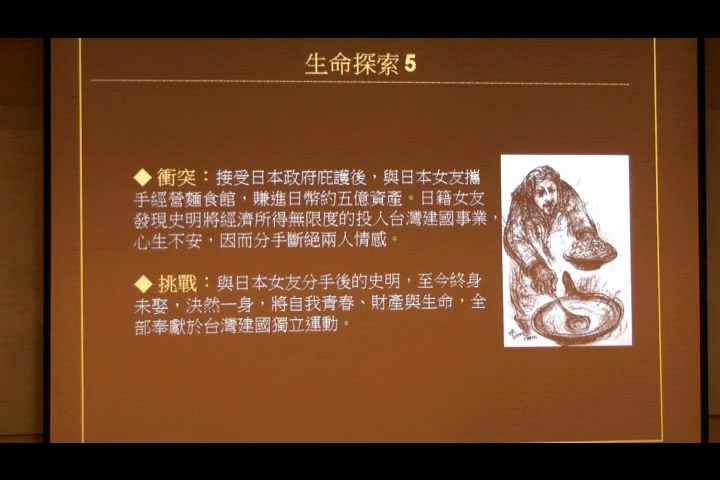 生命探索 5
◆ 衝突：接受日本政府庇護後，與日本女友攜
手經營麵食館，賺進日幣約五億資產。日籍女友
發現史明將經濟所得無限度的投入台灣建國事業，
心生不安，因而分手斷絕兩人情感。
◆ 挑戰：與日本女友分手後的史明，至今終身
未娶，決然一身，將自我青春、財產與生命，全
部奉獻於台灣建國獨立運動。